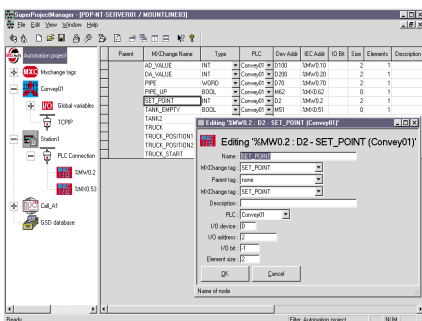 SuperProjectManager - [PDP-NT-SERVER01 / MOUNTLINE03]
File Edit View Window Help
Parent MXChange Name Type PLC Dev Addr IEC Addr IO Bit Size Elements Description
AD_VALUE INT Convey01 D100 %MW0.10 2 1
DA_VALUE INT Convey01 D200 %MW0.20 2 1
PIPE WORD Convey01 D70 %MW0.70 2 1
PIPE_UP BOOL Convey01 M62 %MX0.62 0 1
SET_POINT INT Convey01 D2 %MW0.2 2 1
TANK_EMPTY BOOL Convey01 M51 %MX0.51 0 1
TANK2
TRUCK
TRUCK_POSITION1
TRUCK_POSITION2
TRUCK_START
Automation project
MXC Mxchange tags
Convey01
I/O Global variables
TCPIP
Station1
PLC Connection
%MW0.2
%MX0.53
Cell_A1
GSD database
Editing '%MW0.2 : D2 - SET_POINT (Convey01)'
Editing '%MW0.2 : D2 - SET_POINT (Convey01)'
Name : SET_POINT
MXChange tag : SET_POINT
Parent tag : none
MXChange tag : SET_POINT
Description :
PLC : Convey01
I/O device : D
I/O address : 2
I/O bit : -1
Element size : 2
OK Cancel
Name of node
Ready Filter: Automation project NUM